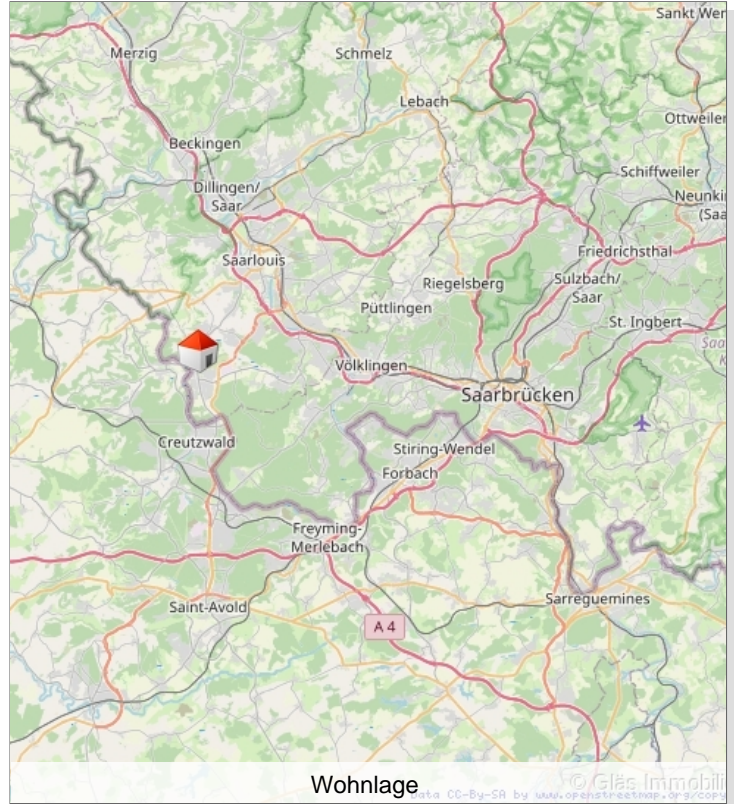 Sankt Wer
Merzig
Schmelz
Lebach
Ottweiler
Beckingen
Schiffweiler
Dillingen/
Saar
Neunki
(Saa
Saarlouis
Friedrichsthal
Riegelsberg
Sulzbach/
Saar
Püttlingen
St. Ingbert
Saa
Völklingen
Saarbrücken
Creutzwald
Stiring-Wendel
Forbach
Freyming-
Merlebach
Saint-Avold
Sarreguemines
A 4
Wohnlage
© Gläs Immobili
Data CC-By-SA by www.openstreetmap.org/copy